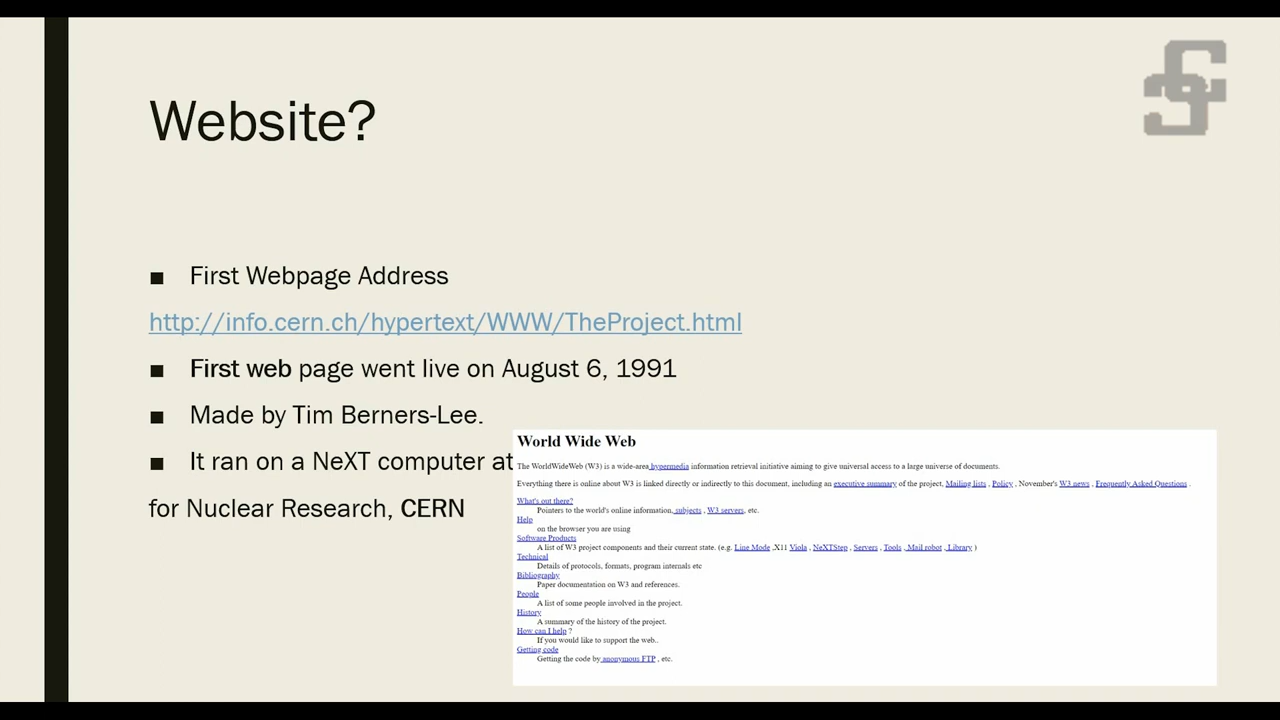 Website?
First Webpage Address
http://info.cern.ch/hypertext/WWW/TheProject.html
First web page went live on August 6, 1991
Made by Tim Berners-Lee.
It ran on a NeXT computer at
for Nuclear Research, CERN
World Wide Web
The WorldWideWeb (W3) is a wide-area hypermedia information retrieval initiative aiming to give universal access to a large universe of documents.
Everything there is online about W3 is linked directly or indirectly to this document, including an executive summary of the project, Mailing lists , Policy , November's W3 news , Frequently Asked Questions .
What's out there?
Pointers to the world's online information, subjects , W3 servers, etc.
Help
on the browser you are using
Software Products
A list of W3 project components and their current state. (e.g. Line Mode ,X11 Viola , NeXTStep , Servers , Tools , Mail robot , Library )
Technical
Details of protocols, formats, program internals etc
Bibliography
Paper documentation on W3 and references.
People
A list of some people involved in the project.
History
A summary of the history of the project.
How can I help ?
If you would like to support the web..
Getting code
Getting the code by anonymous FTP , etc.